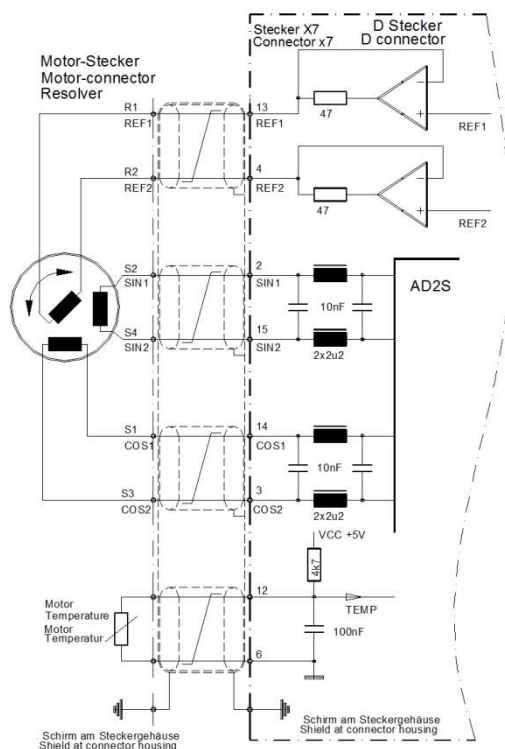 Stecker X7
Connector x7
D Stecker
D connector
Motor-Stecker
Motor-connector
Resolver
R1
REF1
13
REF1
47
REF1
R2
REF2
4
REF2
47
REF2
S2
SIN1
2
SIN1
AD2S
10nF
S4
SIN2
15
SIN2
2x2u2
S1
COS1
14
COS1
10nF
S3
COS2
3
COS2
2x2u2
VCC +5V
4k7
12
TEMP
Motor
Temperature
Motor
Temperatur
100nF
6
Schirm am Steckergehäuse
Shield at connector housing
Schirm am Steckergehäuse
Shield at connector housing